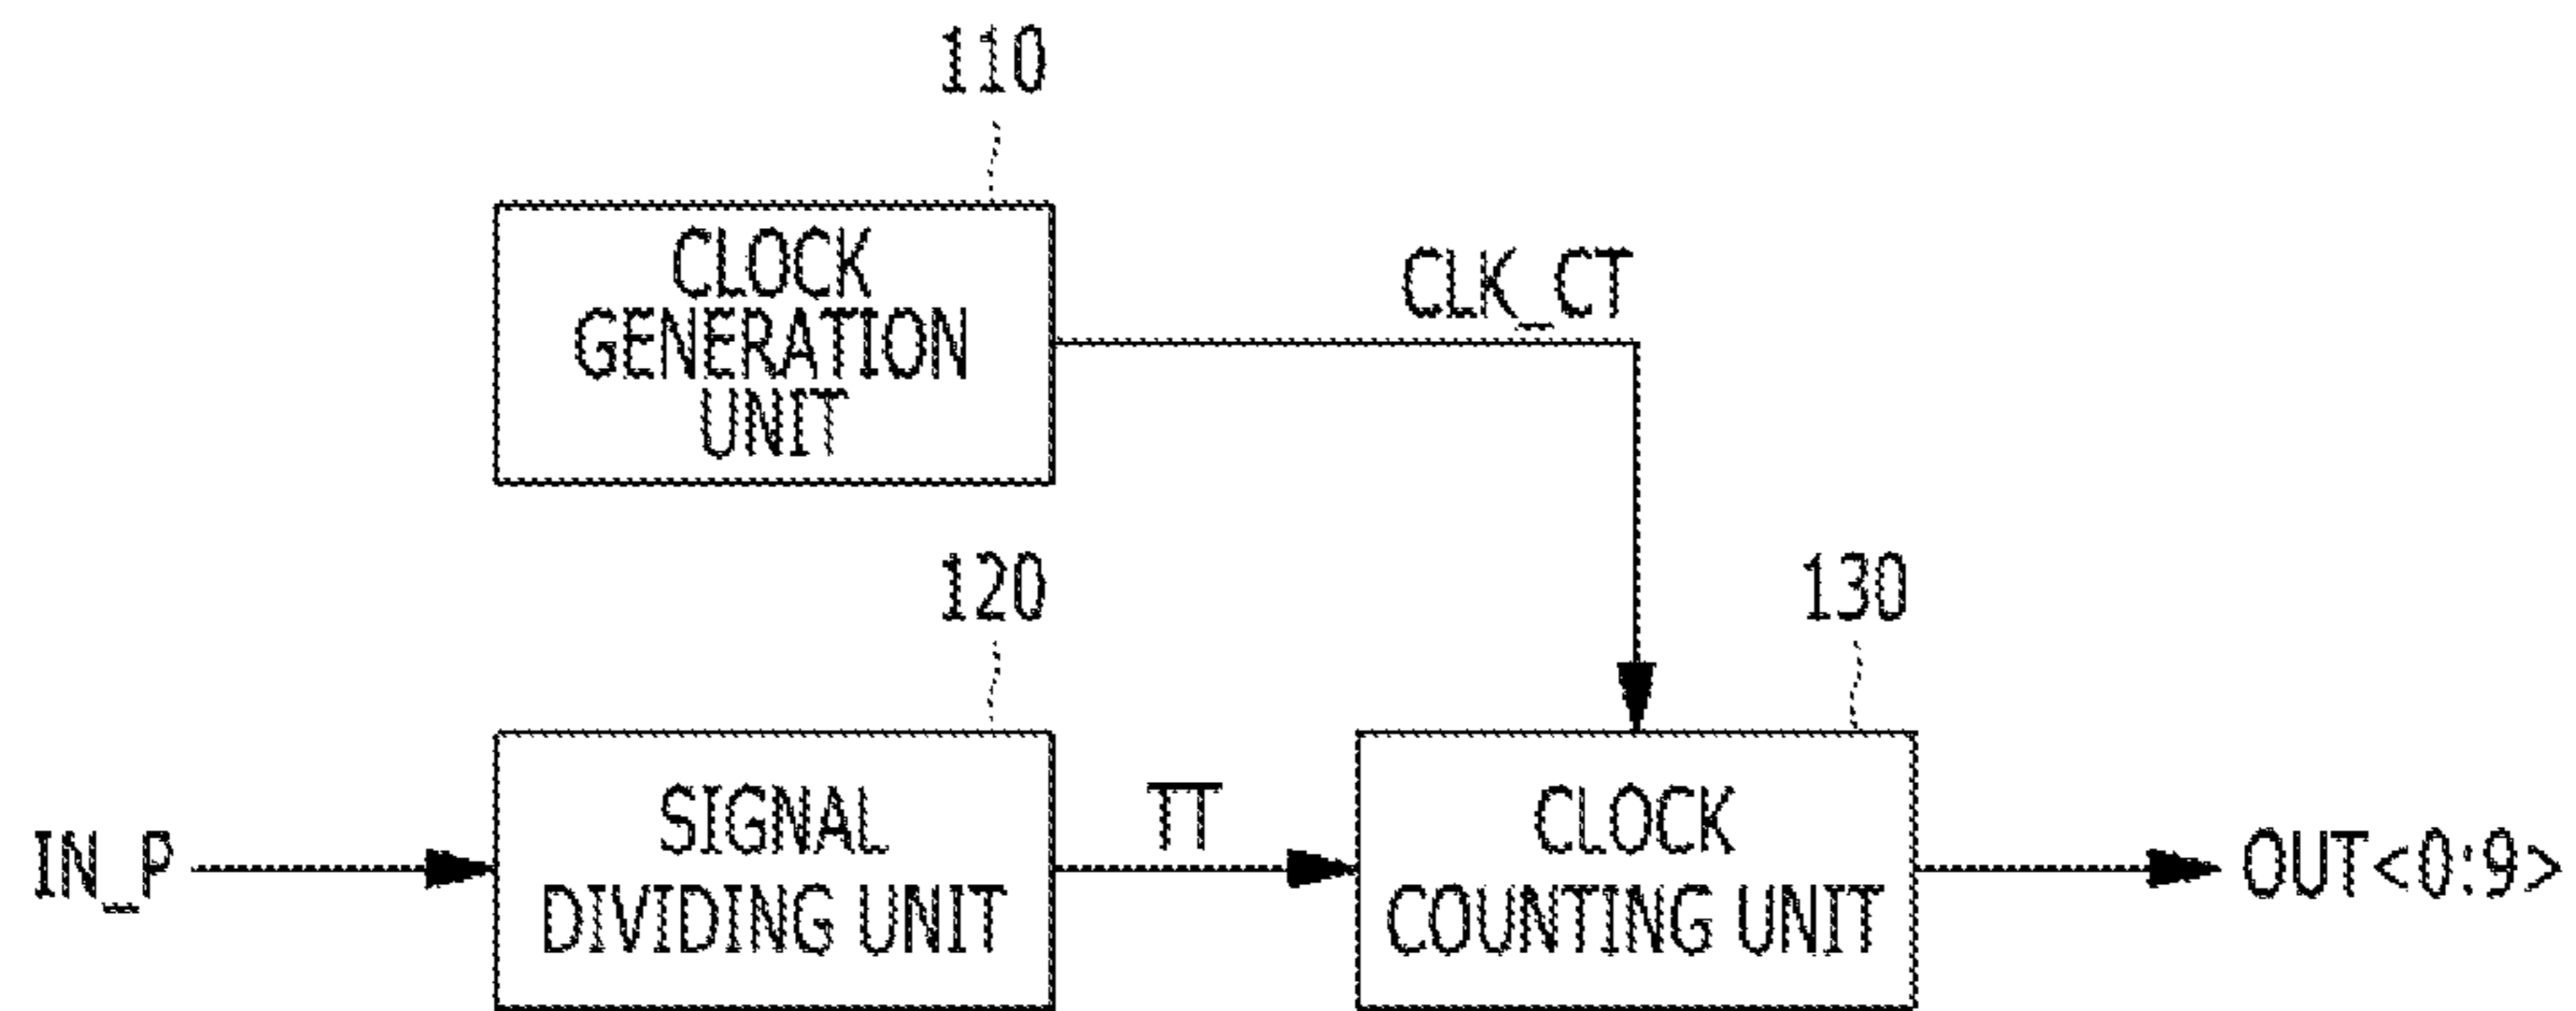 110
CLOCK
GENERATION
UNIT
CLK_CT
120
130
IN_P
SIGNAL
DIVIDING UNIT
TT
CLOCK
COUNTING UNIT
OUT<0:9>